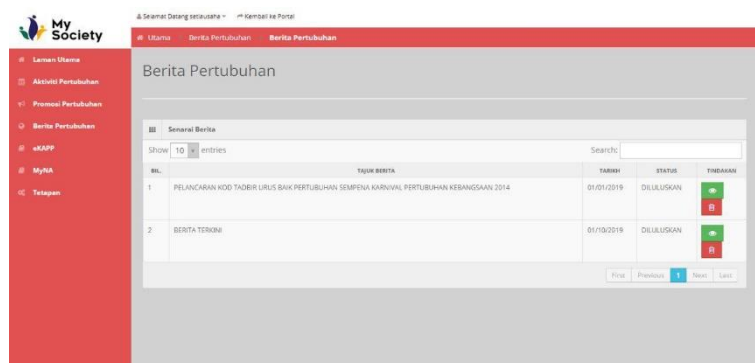 My
Society
Selamat Datang setiausaha
Kembali ke Portal
Utama
Berita Pertubuhan
Berita Pertubuhan
Laman Utama
Aktiviti Pertubuhan
Promosi Pertubuhan
Berita Pertubuhan
eKAPP
MyNA
Tetapan
Berita Pertubuhan
Senarai Berita
Show 10 entries
Search:
BIL. TAJUK BERITA TARIKH STATUS TINDAKAN
1 PELANCARAN KOD TADBIR URUS BAIK PERTUBUHAN SEMPENA KARNIVAL PERTUBUHAN KEBANGSAAN 2014 01/01/2019 DILULUSKAN
2 BERITA TERKINI 01/10/2019 DILULUSKAN
First Previous 1 Next Last